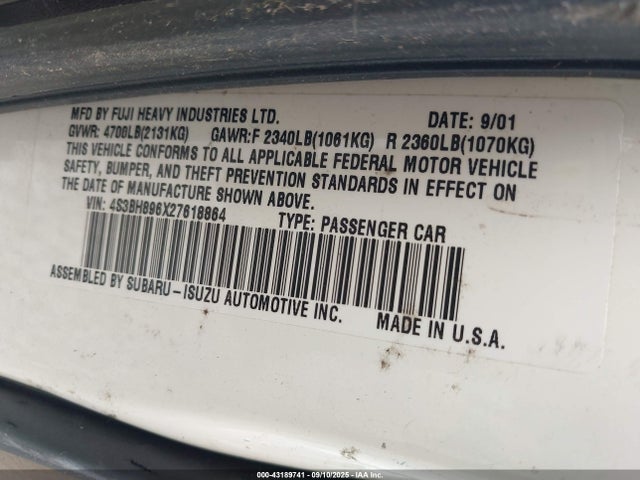 MFD BY FUJI HEAVY INDUSTRIES LTD. DATE: 9/01
GVWR: 4700LB(2131KG) GAWR:F 2340LB(1061KG) R 2360LB(1070KG)
THIS VEHICLE CONFORMS TO ALL APPLICABLE FEDERAL MOTOR VEHICLE
SAFETY, BUMPER, AND THEFT PREVENTION STANDARDS IN EFFECT ON
THE DATE OF MANUFACTURE SHOWN ABOVE.
VIN: 4S3BH896X27618864 TYPE: PASSENGER CAR
ASSEMBLED BY SUBARU-ISUZU AUTOMOTIVE INC. MADE IN U.S.A.
00-43189741 - 09/10/2025 - IAA Inc.